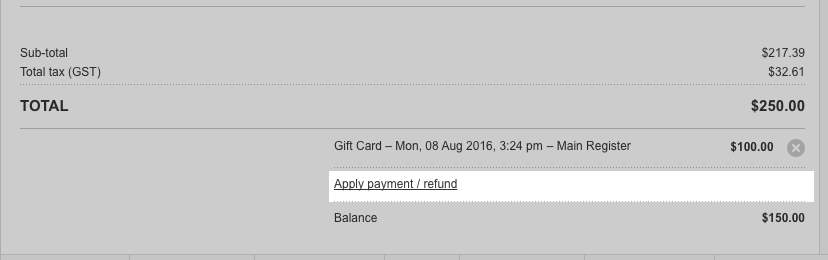 Sub-total $217.39
Total tax (GST) $32.61
TOTAL $250.00
Gift Card – Mon, 08 Aug 2016, 3:24 pm – Main Register $100.00
Apply payment / refund
Balance $150.00